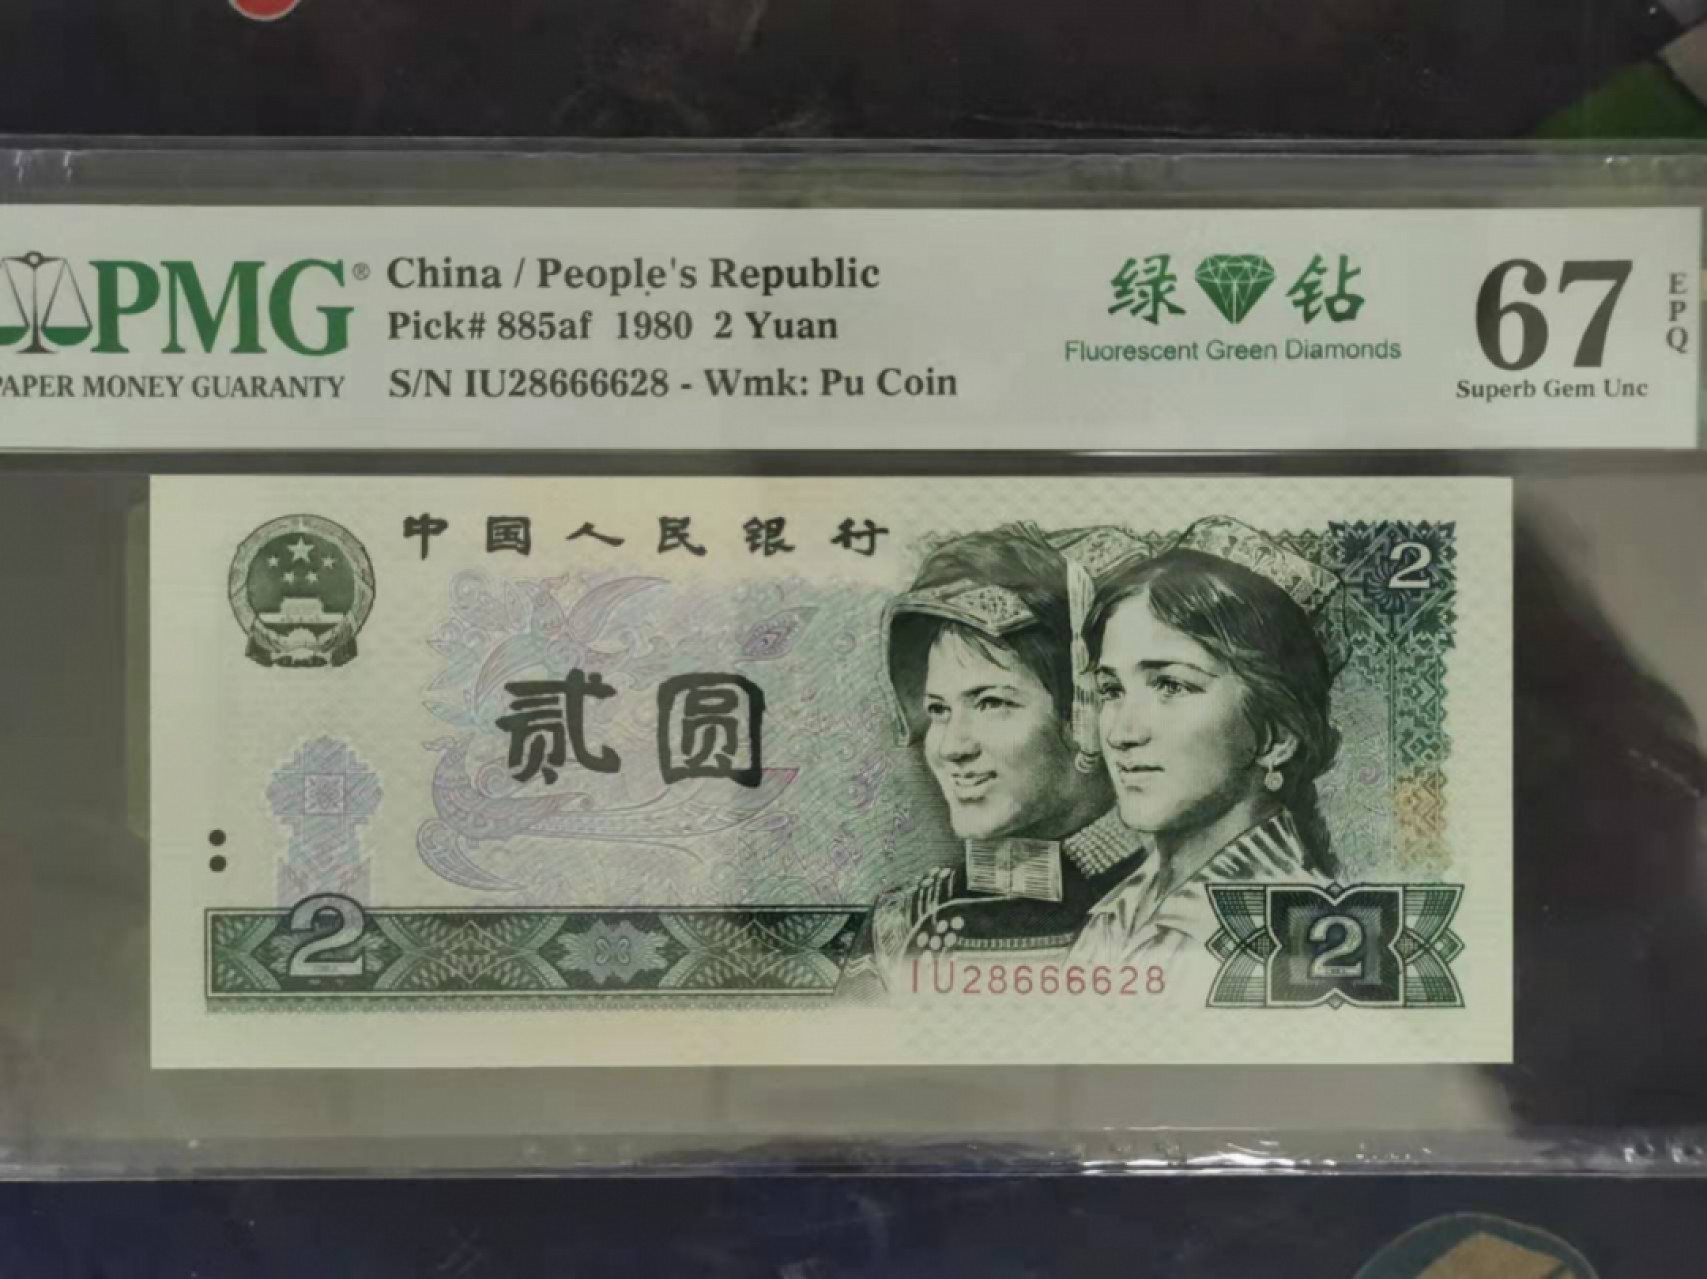 PMG®
PAPER MONEY GUARANTY
China / People's Republic
Pick# 885af 1980 2 Yuan
S/N IU28666628 - Wmk: Pu Coin
绿 钻
Fluorescent Green Diamonds
67
EPQ
Superb Gem Unc
中国人民银行
2
贰圆
2
IU28666628
2